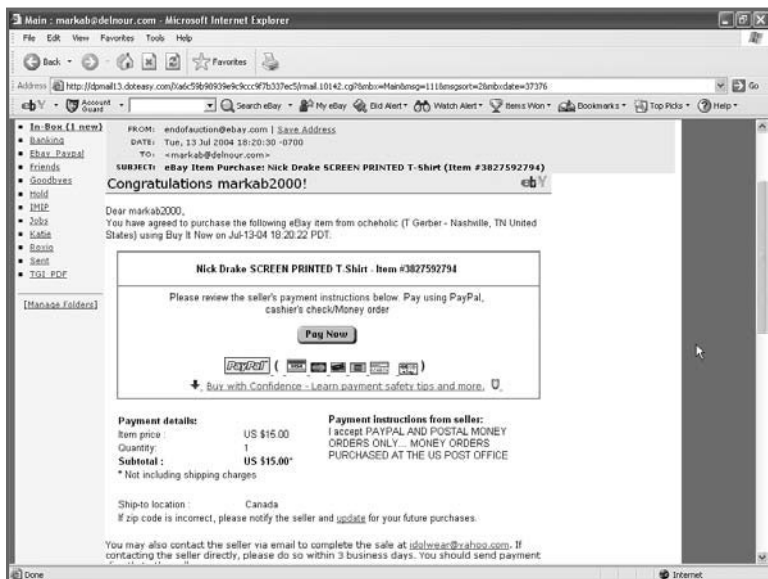 Main : markab@delnour.com - Microsoft Internet Explorer
File Edit View Favorites Tools Help
Back Favorites
Address http://dpmail13.doteasy.com/ Go
ebY Account Guard Search eBay My eBay Bid Alert Watch Alert Items Won Bookmarks Top Picks Help
In-Box (1 new)
Banking
Ebay Paypal
Friends
Goodbyes
Hold
IMIP
Jobs
Katie
Roxio
Sent
TGI PDF
[Manage Folders]
FROM: endofauction@ebay.com | Save Address
DATE: Tue, 13 Jul 2004 18:20:30 -0700
TO: <markab@delnour.com>
SUBJECT: eBay Item Purchase: Nick Drake SCREEN PRINTED T-Shirt (Item #3827592794)
Congratulations markab2000! ebY
Dear markab2000,
You have agreed to purchase the following eBay item from ocheholic (T Gerber - Nashville, TN United
States) using Buy It Now on Jul-13-04 18:20:22 PDT.
Nick Drake SCREEN PRINTED T-Shirt - Item #3827592794
Please review the seller's payment instructions below. Pay using PayPal,
cashier's check/Money order
Pay Now
PayPal ( VISA )
Buy with Confidence - Learn payment safety tips and more.
Payment details:
Item price : US $15.00
Quantity: 1
Subtotal : US $15.00*
* Not including shipping charges
Payment instructions from seller:
I accept PAYPAL AND POSTAL MONEY
ORDERS ONLY... MONEY ORDERS
PURCHASED AT THE US POST OFFICE
Ship-to location : Canada
If zip code is incorrect, please notify the seller and update for your future purchases.
You may also contact the seller via email to complete the sale at idolwear@yahoo.com. If
contacting the seller directly, please do so within 3 business days. You should send payment
Done Internet